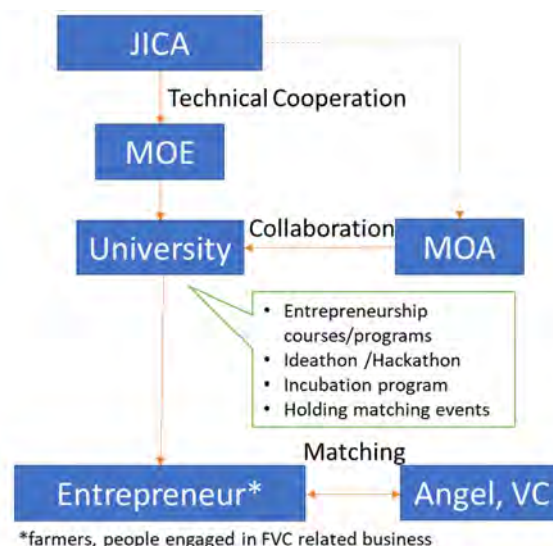 JICA
Technical Cooperation
MOE
Collaboration
University
MOA
• Entrepreneurship
courses/programs
• Ideathon /Hackathon
• Incubation program
• Holding matching events
Matching
Entrepreneur*
Angel, VC
*farmers, people engaged in FVC related business